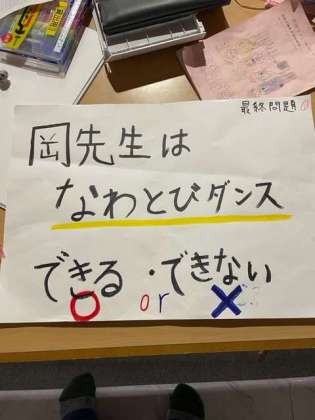 最終問題
岡先生は
なわとびダンス
できる・できない
○ or ×